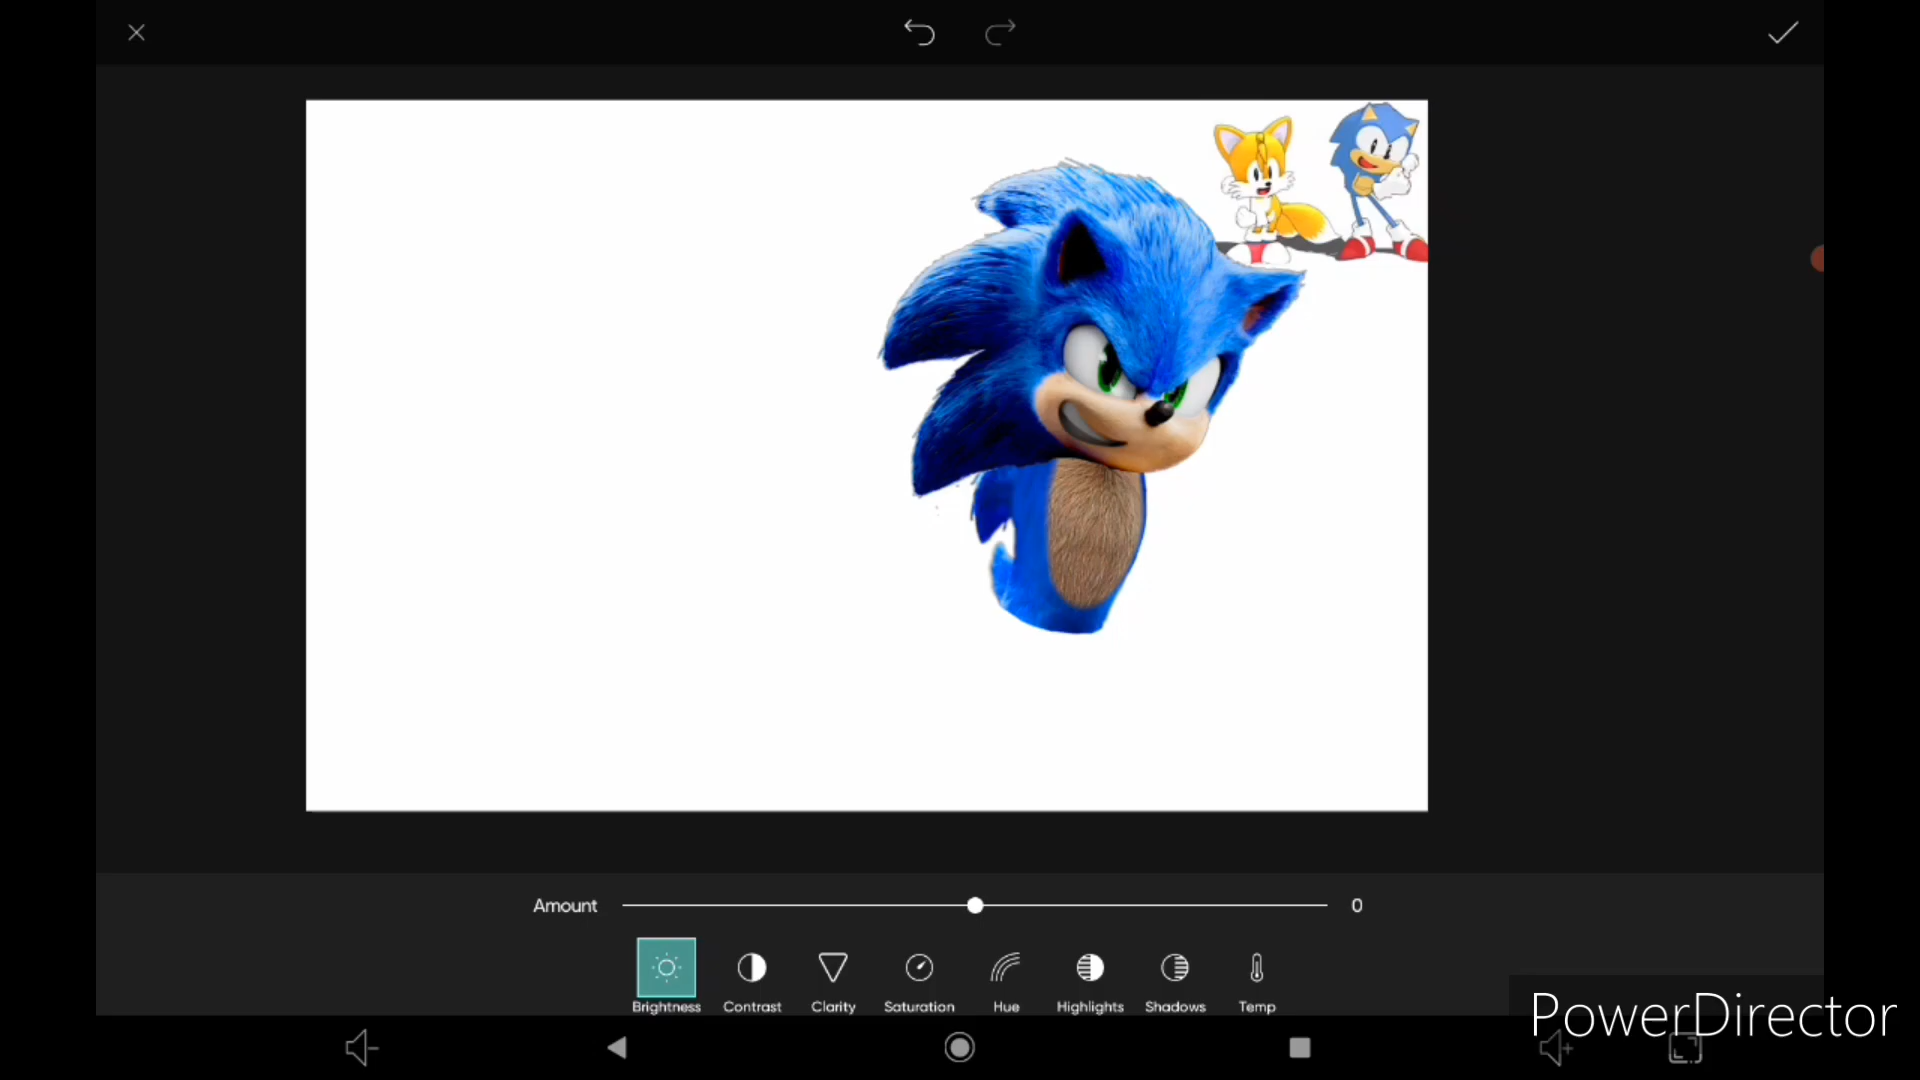 Amount 0
Brightness Contrast Clarity Saturation Hue Highlights Shadows Temp
PowerDirector